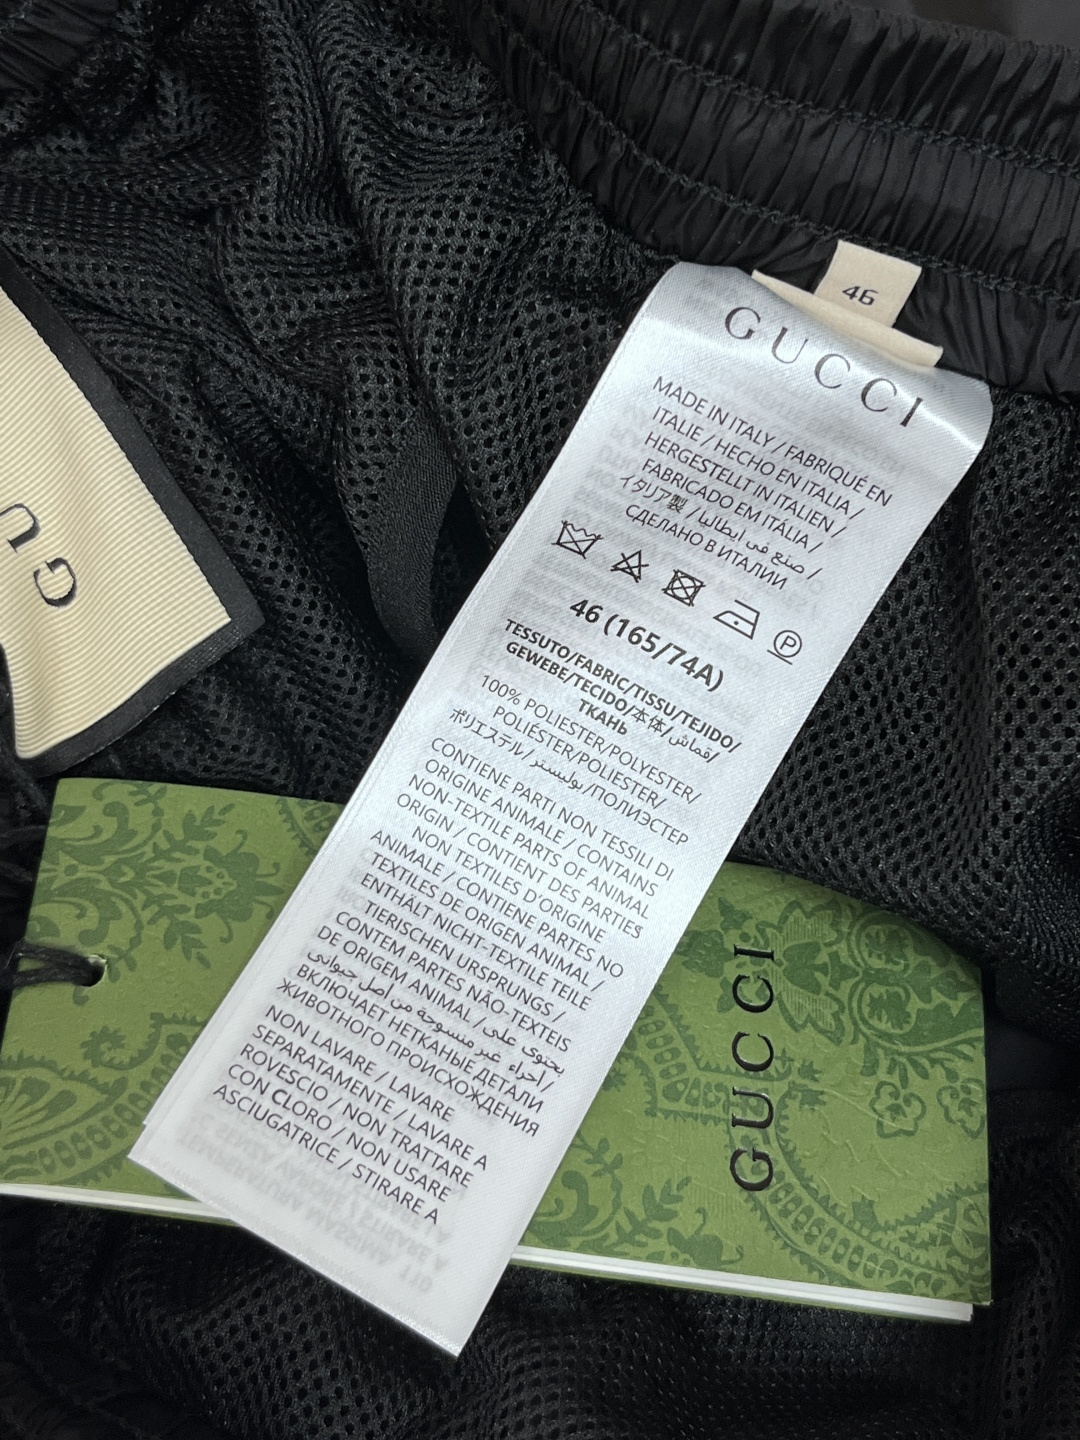 46
GUCCI
MADE IN ITALY / FABRIQUÉ EN
ITALIE / HECHO EN ITALIA /
HERGESTELLT IN ITALIEN /
FABRICADO EM ITÁLIA /
イタリア製 / صنع في ايطاليا /
СДЕЛАНО В ИТАЛИИ
P
46 (165/74A)
TESSUTO/FABRIC/TISSU/TEJIDO/
GEWEBE/TECIDO/本体/قماش/
ТКАНЬ
100% POLIESTER/POLYESTER/
POLIÉSTER/POLIESTER/
ポリエステル/بوليستر/ПОЛИЭСТЕР
CONTIENE PARTI NON TESSILI DI
ORIGINE ANIMALE / CONTAINS
NON-TEXTILE PARTS OF ANIMAL
ORIGIN / CONTIENT DES PARTIES
NON TEXTILES D'ORIGINE
ANIMALE / CONTIENE PARTES NO
TEXTILES DE ORIGEN ANIMAL /
ENTHÄLT NICHT-TEXTILE TEILE
TIERISCHEN URSPRUNGS /
CONTEM PARTES NÃO-TEXTEIS
DE ORIGEM ANIMAL / يحتوى على
أجزاء غير منسوجة من أصل حيواني /
ВКЛЮЧАЕТ НЕТКАНЫЕ ДЕТАЛИ
ЖИВОТНОГО ПРОИСХОЖДЕНИЯ
NON LAVARE / LAVARE
SEPARATAMENTE / LAVARE A
ROVESCIO / NON TRATTARE
CON CLORO / NON USARE
ASCIUGATRICE / STIRARE A
GU
GUCCI